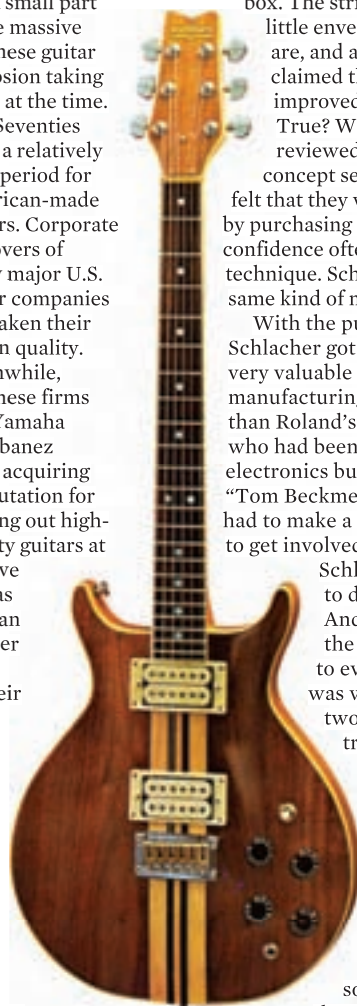 small part
e massive
nese guitar
osion taking
at the time.
Seventies
a relatively
period for
rican-made
rs. Corporate
overs of
y major U.S.
r companies
aken their
n quality.
nwhile,
nese firms
Yamaha
banez
acquiring
utation for
ng out high-
ty guitars at
ve
as
an
er
eir
box. The stri
little enve
are, and a
claimed th
improved
True? W
reviewed
concept se
felt that they v
by purchasing
confidence ofte
technique. Sch
same kind of n
With the pu
Schlacher got
very valuable
manufacturing
than Roland's
who had been
electronics bu
“Tom Beckme
had to make a
to get involved
Schl
to d
And
the
to ev
was w
two
tr
so